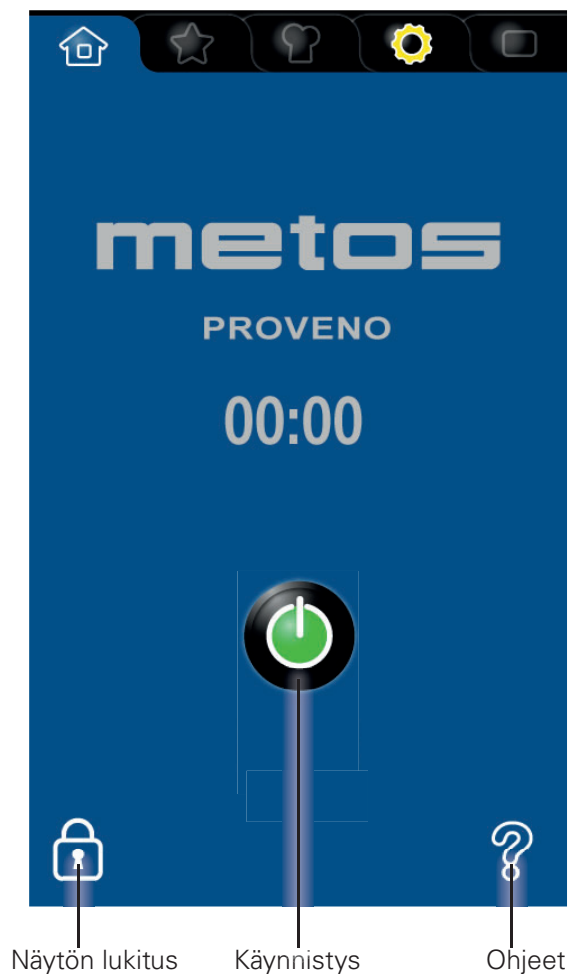 metos
PROVENO
00:00
Näytön lukitus
Käynnistys
Ohjeet